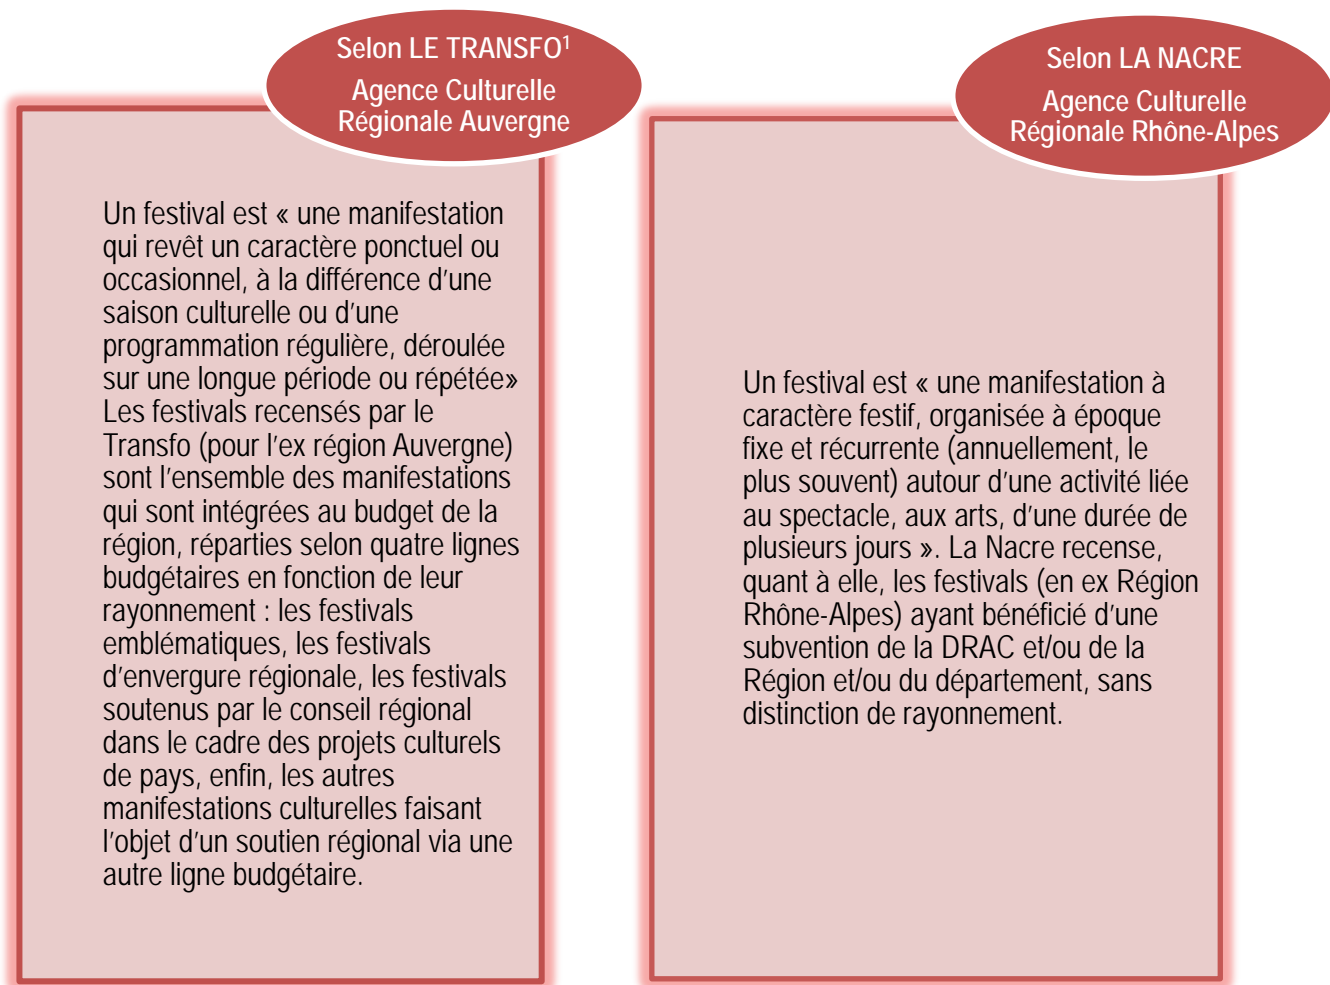 Selon LE TRANSFO¹
Agence Culturelle
Régionale Auvergne
Un festival est « une manifestation
qui revêt un caractère ponctuel ou
occasionnel, à la différence d'une
saison culturelle ou d'une
programmation régulière, déroulée
sur une longue période ou répétée»
Les festivals recensés par le
Transfo (pour l'ex région Auvergne)
sont l'ensemble des manifestations
qui sont intégrées au budget de la
région, réparties selon quatre lignes
budgétaires en fonction de leur
rayonnement : les festivals
emblématiques, les festivals
d'envergure régionale, les festivals
soutenus par le conseil régional
dans le cadre des projets culturels
de pays, enfin, les autres
manifestations culturelles faisant
l'objet d'un soutien régional via une
autre ligne budgétaire.
Selon LA NACRE
Agence Culturelle
Régionale Rhône-Alpes
Un festival est « une manifestation à
caractère festif, organisée à époque
fixe et récurrente (annuellement, le
plus souvent) autour d'une activité liée
au spectacle, aux arts, d'une durée de
plusieurs jours ». La Nacre recense,
quant à elle, les festivals (en ex Région
Rhône-Alpes) ayant bénéficié d'une
subvention de la DRAC et/ou de la
Région et/ou du département, sans
distinction de rayonnement.